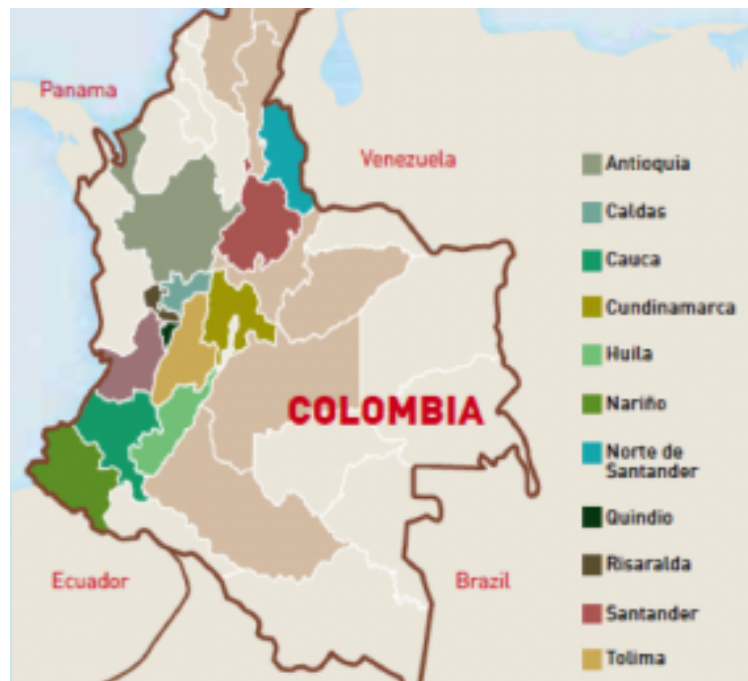 Panama
Venezuela
COLOMBIA
Ecuador
Brazil
Antioquia
Caldas
Cauca
Cundinamarca
Huila
Nariño
Norte de
Santander
Quindio
Risaralda
Santander
Tolima